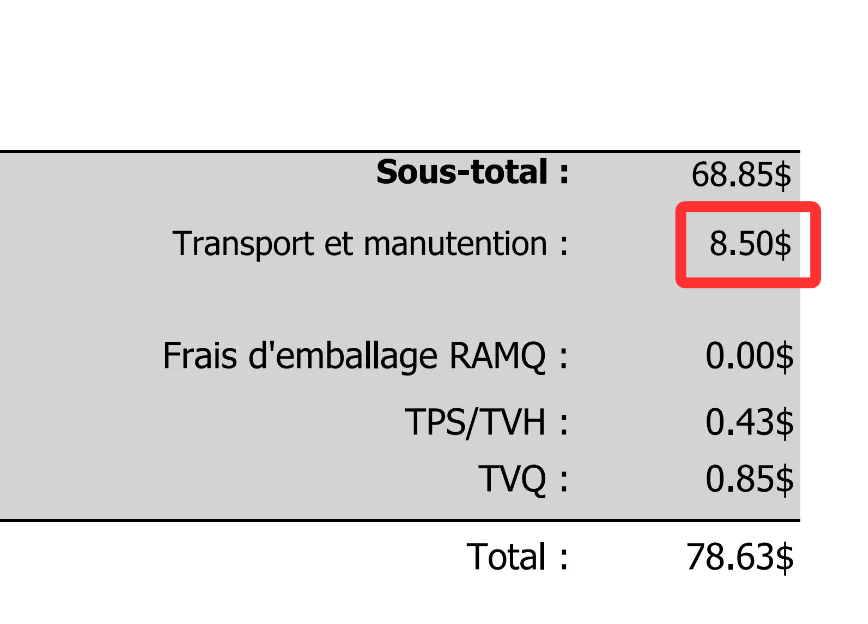 Sous-total : 68.85$
Transport et manutention : 8.50$
Frais d'emballage RAMQ : 0.00$
TPS/TVH : 0.43$
TVQ : 0.85$
Total : 78.63$